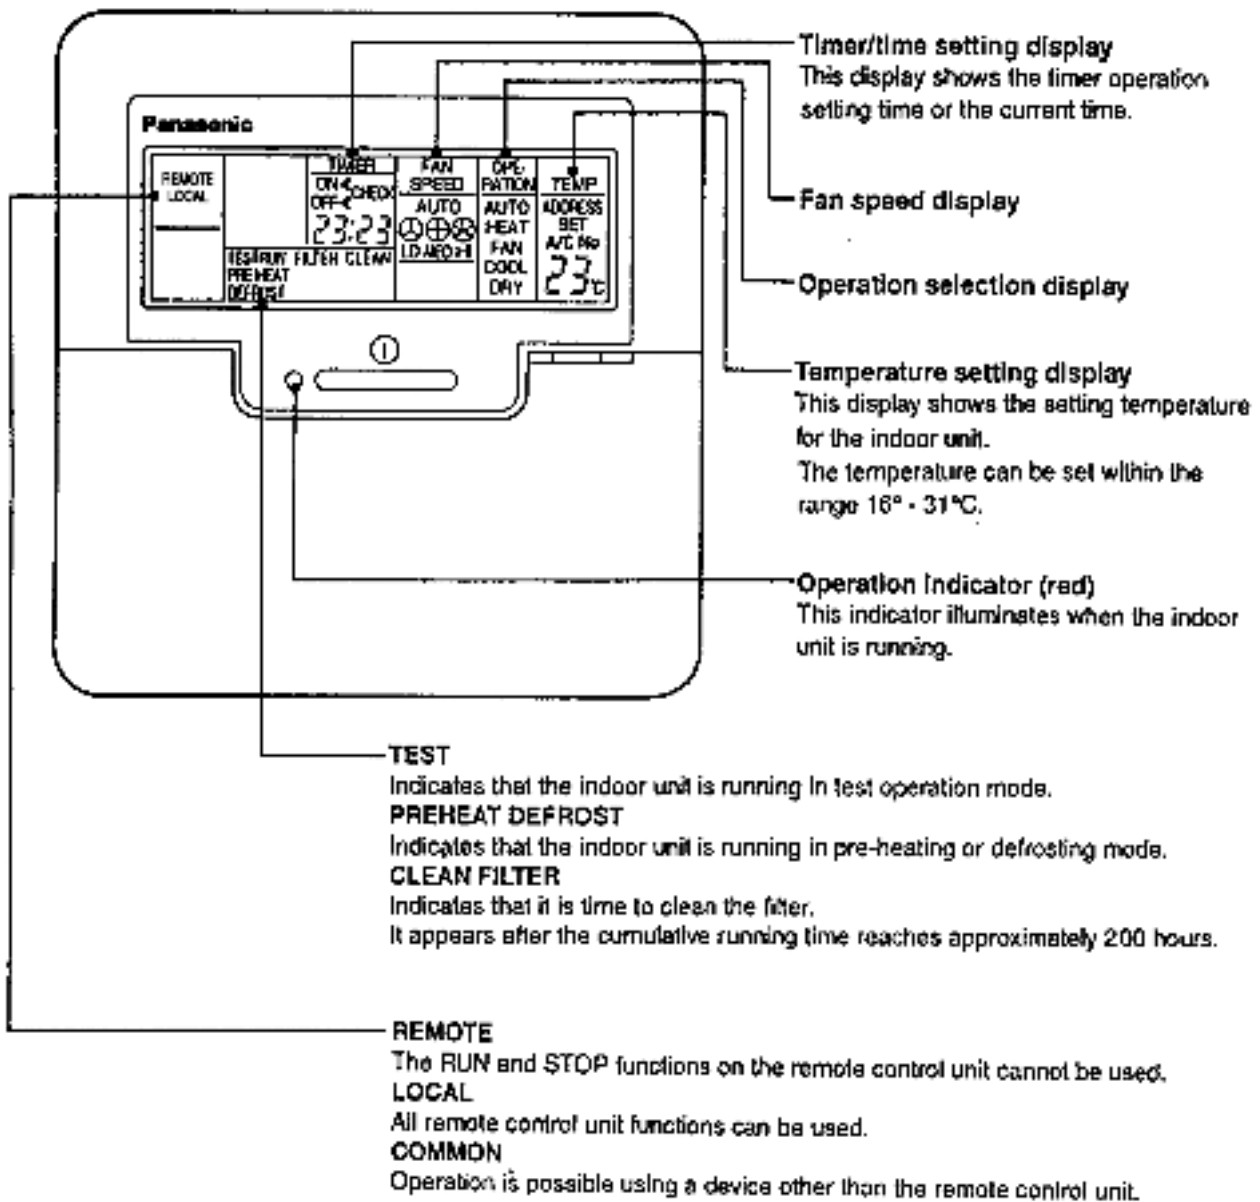 Timer/time setting display
This display shows the timer operation
setting time or the current time.
Panasonic
REMOTE
LOCAL
TIMER
ON
OFF
CHECK
23:23
TEST RUN FILTER CLEAN
PREHEAT
DEFROST
FAN
SPEED
AUTO
LO MED HI
OPE-
RATION
AUTO
HEAT
FAN
COOL
DRY
TEMP
ADDRESS
SET
A/C No
23°C
Fan speed display
Operation selection display
Temperature setting display
This display shows the setting temperature
for the indoor unit.
The temperature can be set within the
range 16° - 31°C.
Operation indicator (red)
This indicator illuminates when the indoor
unit is running.
TEST
Indicates that the indoor unit is running in test operation mode.
PREHEAT DEFROST
Indicates that the indoor unit is running in pre-heating or defrosting mode.
CLEAN FILTER
Indicates that it is time to clean the filter.
It appears after the cumulative running time reaches approximately 200 hours.
REMOTE
The RUN and STOP functions on the remote control unit cannot be used.
LOCAL
All remote control unit functions can be used.
COMMON
Operation is possible using a device other than the remote control unit.